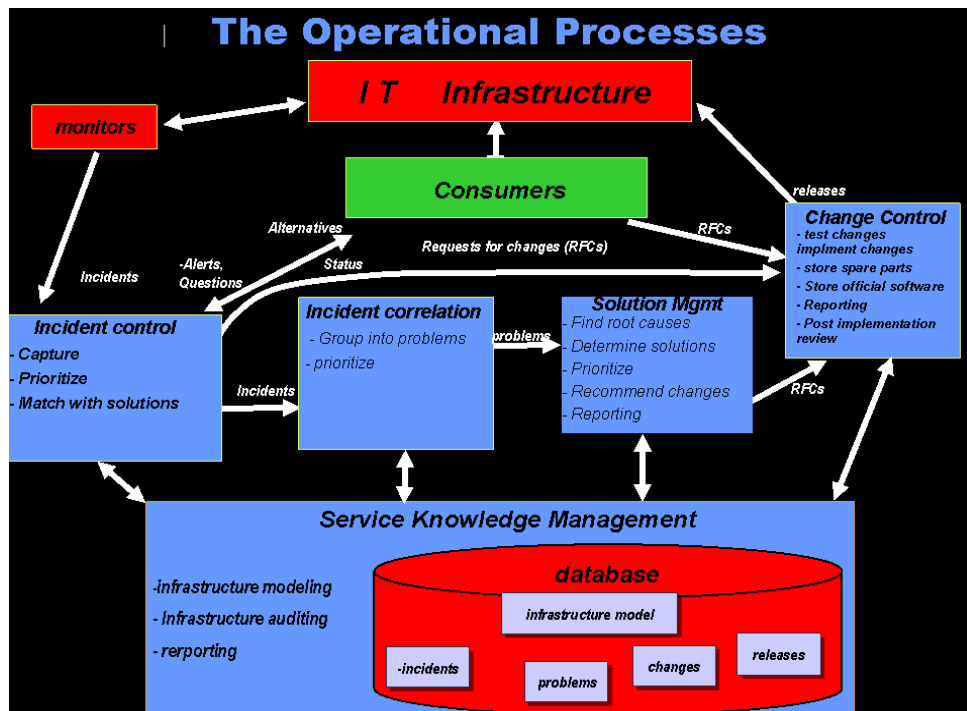 The Operational Processes
I T Infrastructure
monitors
Consumers
releases
Change Control
- test changes
implment changes
- store spare parts
- Store official software
- Reporting
- Post implementation
review
Alternatives
RFCs
Requests for changes (RFCs)
-Alerts,
Questions
Status
Incidents
Incident control
- Capture
- Prioritize
- Match with solutions
Incidents
Incident correlation
- Group into problems
- prioritize
problems
Solution Mgmt
- Find root causes
- Determine solutions
- Prioritize
- Recommend changes
- Reporting
RFCs
Service Knowledge Management
-infrastructure modeling
- Infrastructure auditing
- rerporting
database
infrastructure model
-incidents
problems
changes
releases